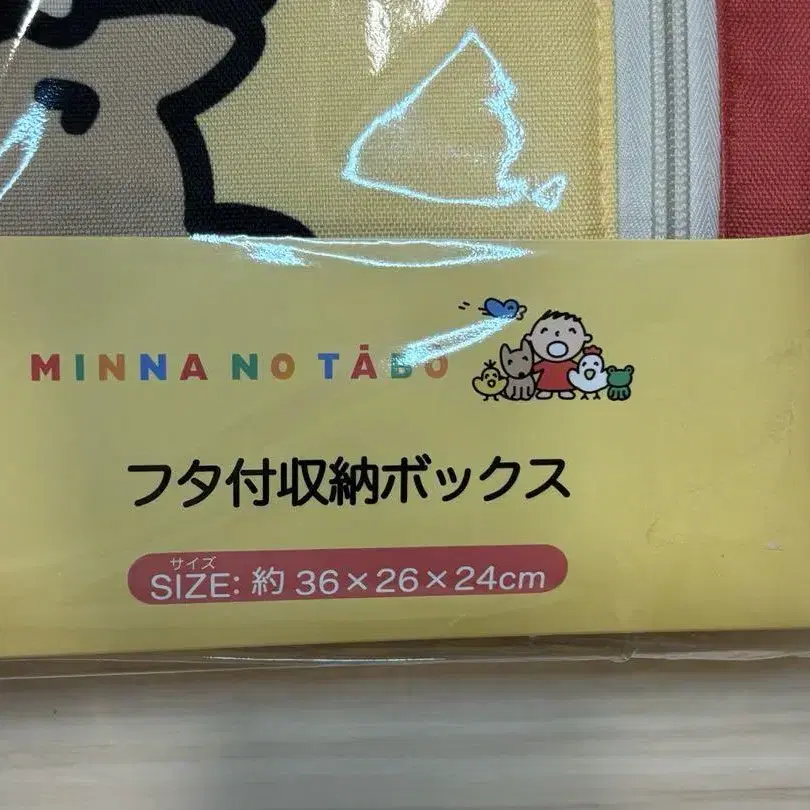 MINNA NO TĀBO
フタ付収納ボックス
サイズ
SIZE: 約 36×26×24cm